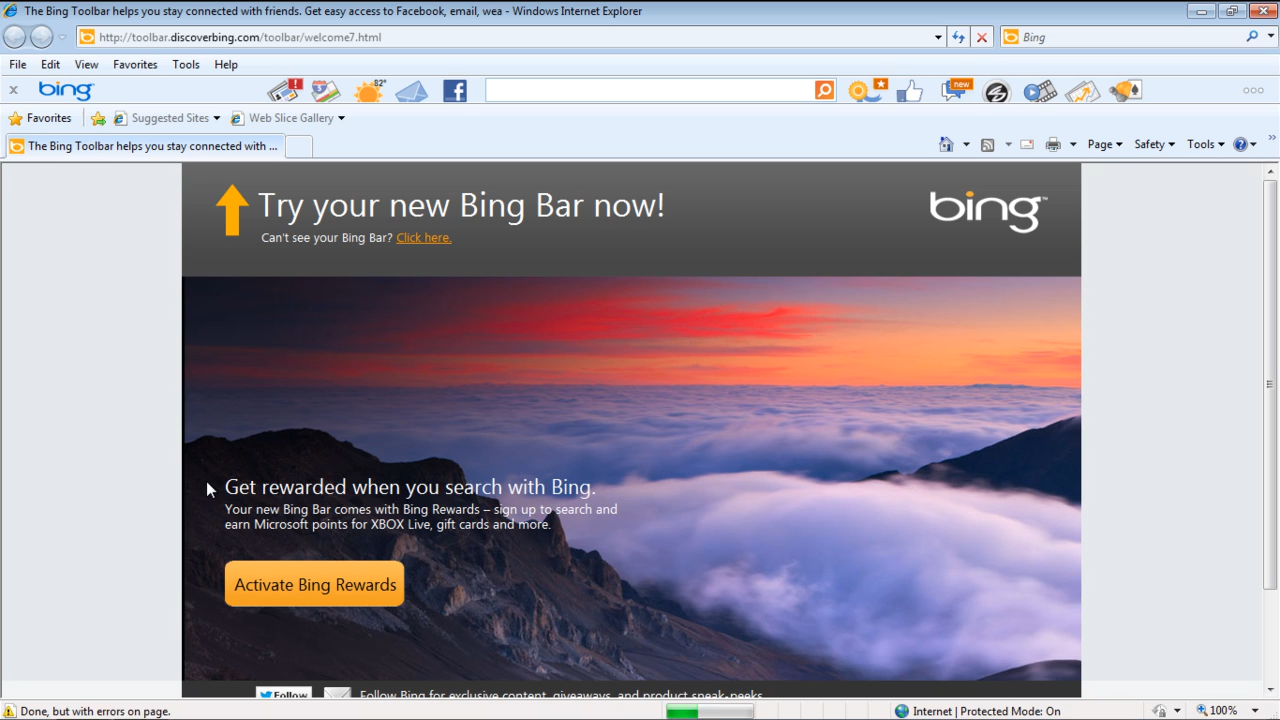 The Bing Toolbar helps you stay connected with friends. Get easy access to Facebook, email, wea - Windows Internet Explorer
http://toolbar.discoverbing.com/toolbar/welcome7.html
Bing
File Edit View Favorites Tools Help
x bing 82° new
Favorites Suggested Sites Web Slice Gallery
The Bing Toolbar helps you stay connected with ...
Page Safety Tools
Try your new Bing Bar now!
Can't see your Bing Bar? Click here.
bing™
Get rewarded when you search with Bing.
Your new Bing Bar comes with Bing Rewards – sign up to search and
earn Microsoft points for XBOX Live, gift cards and more.
Activate Bing Rewards
Follow Follow Bing for exclusive content, giveaways, and product sneak-peeks
Done, but with errors on page.
Internet | Protected Mode: On
100%